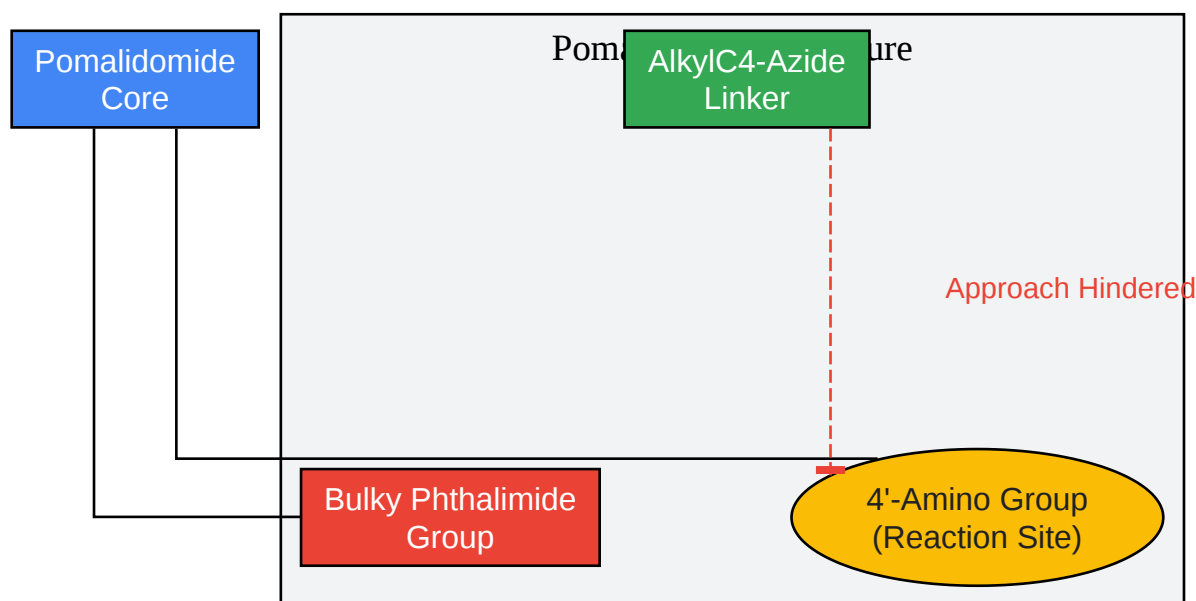 Pomalidomide
Core
Poma
ure
AlkylC4-Azide
Linker
Approach Hindered
Bulky Phthalimide
Group
4'-Amino Group
(Reaction Site)